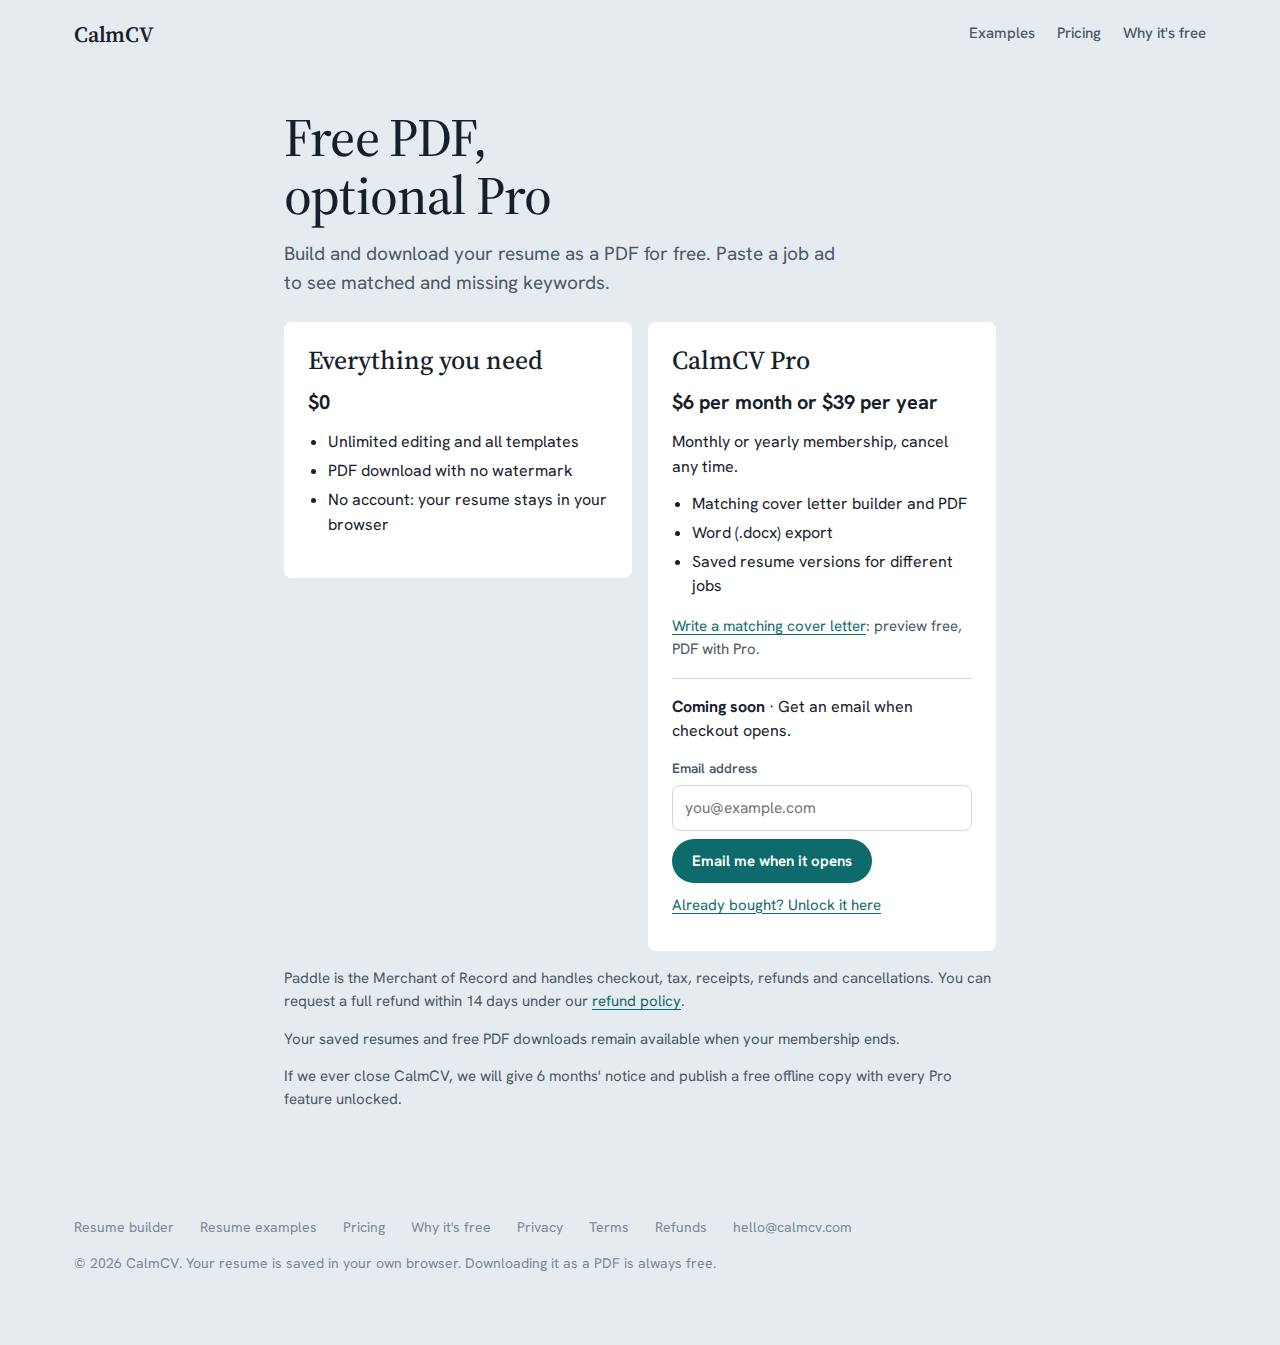 CalmCV
Examples Pricing Why it's free
Free PDF,
optional Pro
Build and download your resume as a PDF for free. Paste a job ad
to see matched and missing keywords.
Everything you need
$0
• Unlimited editing and all templates
• PDF download with no watermark
• No account: your resume stays in your
browser
CalmCV Pro
$6 per month or $39 per year
Monthly or yearly membership, cancel
any time.
• Matching cover letter builder and PDF
• Word (.docx) export
• Saved resume versions for different
jobs
Write a matching cover letter: preview free,
PDF with Pro.
Coming soon · Get an email when
checkout opens.
Email address
you@example.com
Email me when it opens
Already bought? Unlock it here
Paddle is the Merchant of Record and handles checkout, tax, receipts, refunds and cancellations. You can
request a full refund within 14 days under our refund policy.
Your saved resumes and free PDF downloads remain available when your membership ends.
If we ever close CalmCV, we will give 6 months' notice and publish a free offline copy with every Pro
feature unlocked.
Resume builder Resume examples Pricing Why it's free Privacy Terms Refunds hello@calmcv.com
© 2026 CalmCV. Your resume is saved in your own browser. Downloading it as a PDF is always free.